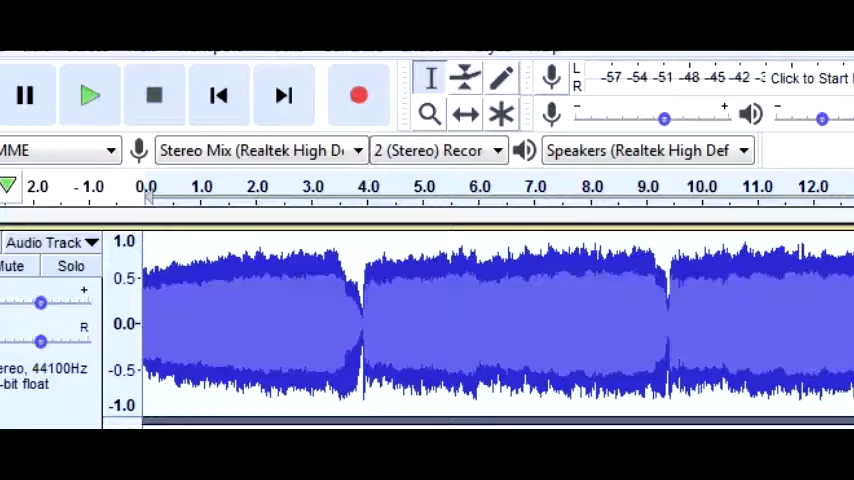 L
R
-57 -54 -51 -48 -45 -42 -3 Click to Start
- +
-
MME
Stereo Mix (Realtek High D
2 (Stereo) Recor
Speakers (Realtek High Def
2.0 -1.0 0.0 1.0 2.0 3.0 4.0 5.0 6.0 7.0 8.0 9.0 10.0 11.0 12.0
Audio Track
1.0
Mute Solo
0.5
+
0.0
R
ereo, 44100Hz
-bit float
-0.5
-1.0